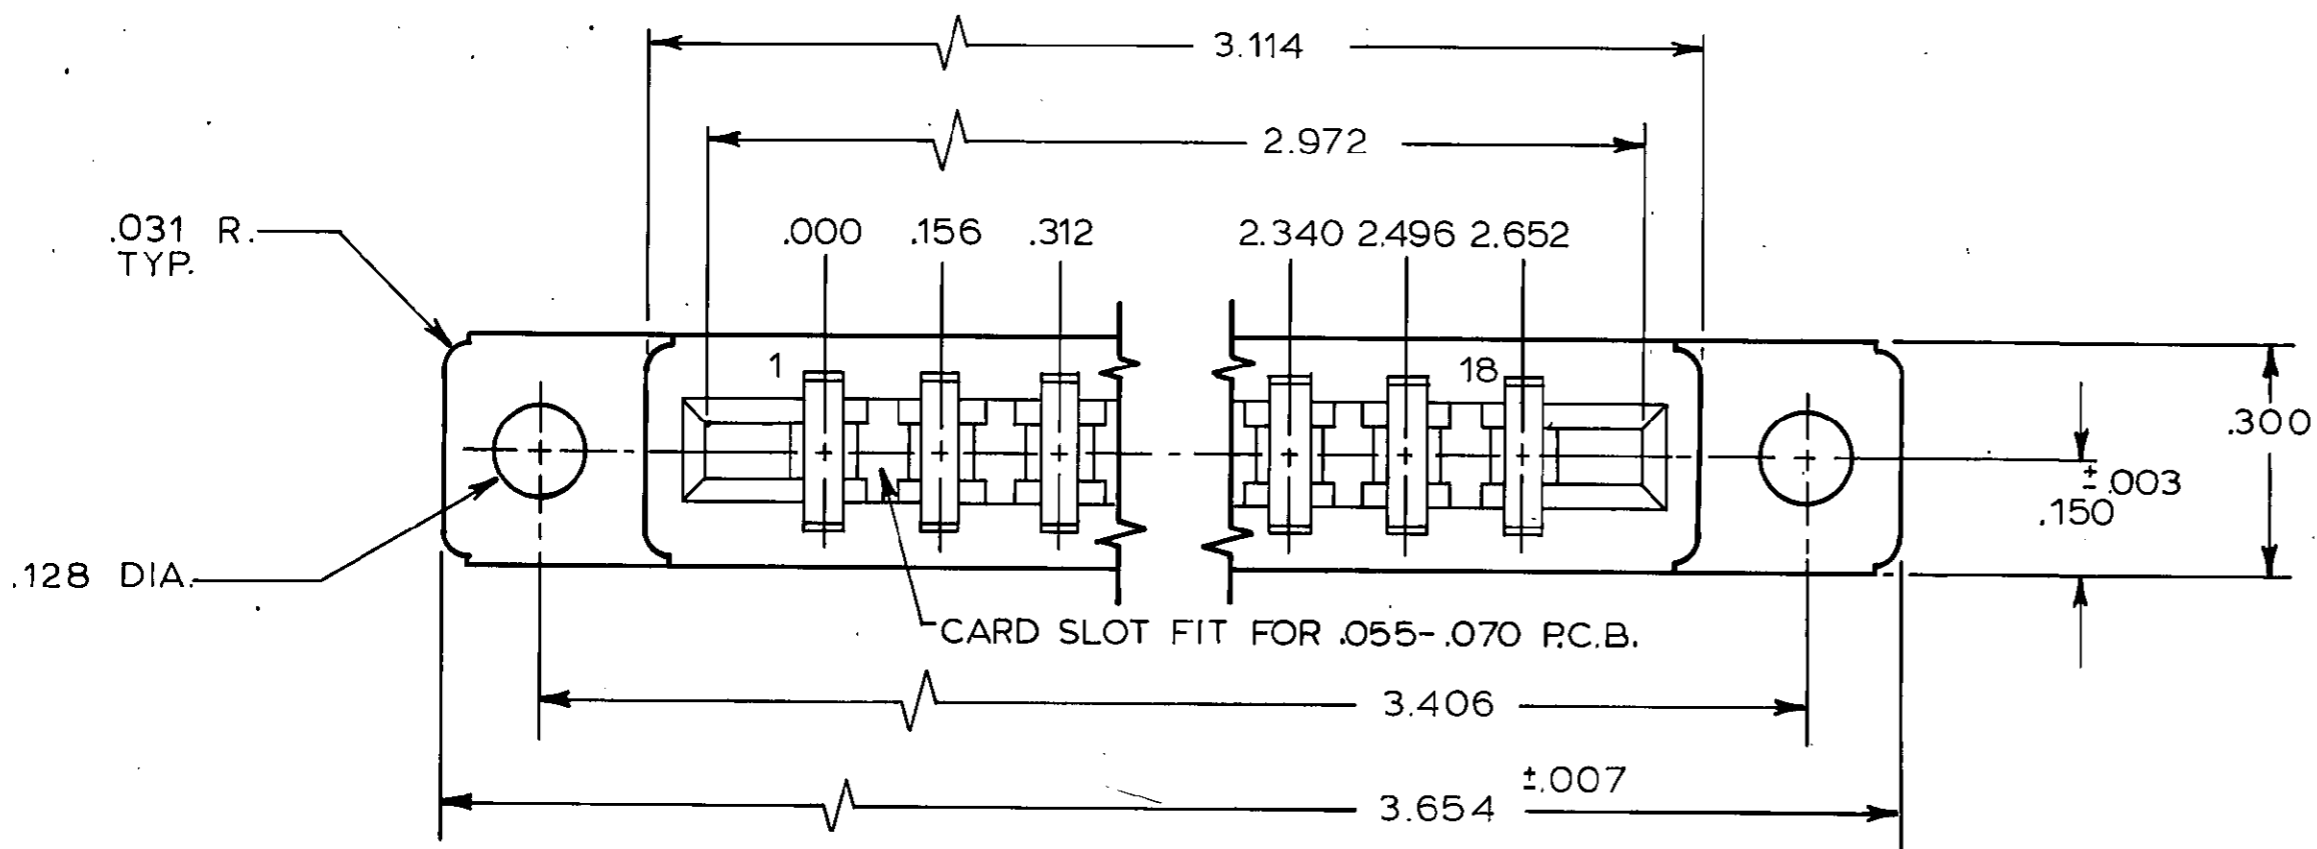 3.114
2.972
.031 R.
TYP.
.000 .156 .312 2.340 2.496 2.652
1 18
.300
±.003
.150
.128 DIA.
CARD SLOT FIT FOR .055-.070 P.C.B.
3.406
±.007
3.654